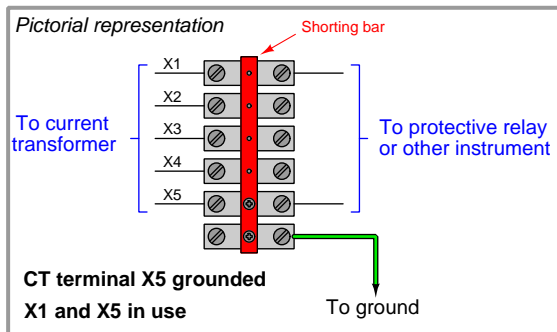 Pictorial representation
Shorting bar
X1
X2
X3
X4
X5
To current
transformer
To protective relay
or other instrument
CT terminal X5 grounded
X1 and X5 in use
To ground